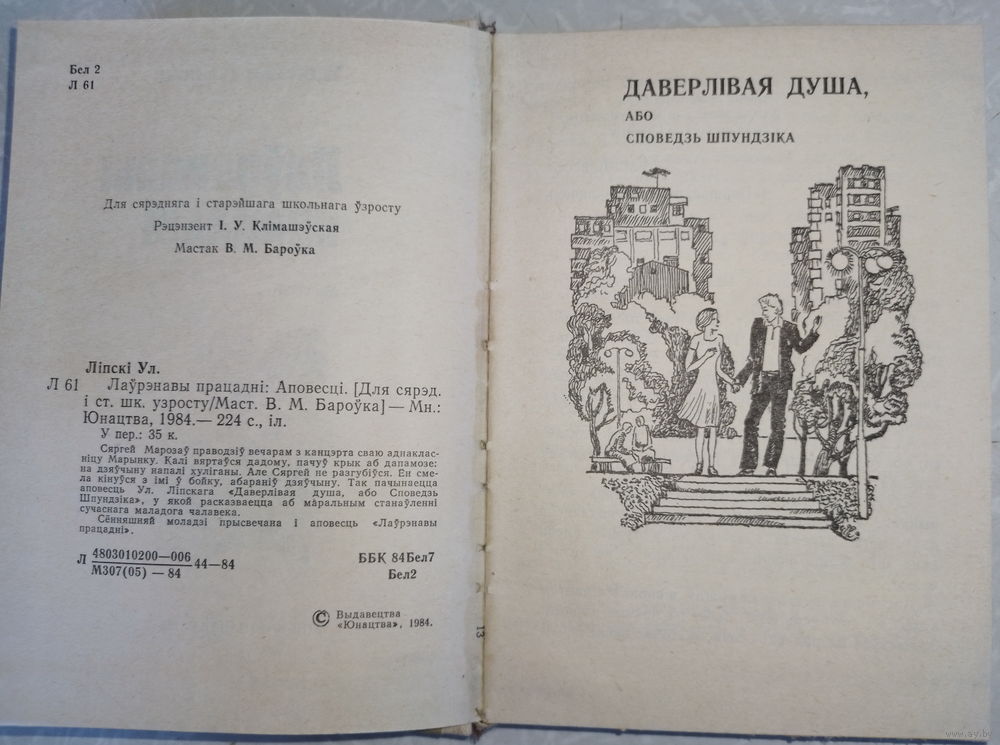 Бел 2
Л 61
Для сярэдняга і старэйшага школьнага ўзросту
Рэцэнзент І. У. Клімашэўская
Мастак В. М. Бароўка
Ліпскі Ул.
Л 61 Лаўрэнавы працадні: Аповесці. [Для сярэд.
і ст. шк. узросту/Маст. В. М. Бароўка] — Мн.:
Юнацтва, 1984.— 224 с., іл.
У пер.: 35 к.
Сяргей Марозаў праводзіў вечарам з канцэрта сваю аднакла-
ніцу Марынку. Калі вяртаўся дадому, пачуў крык аб дапамозе:
на дзяўчыну напалі хуліганы. Але Сяргей не разгубіўся. Ён сме-
ла кінуўся з імі ў бойку, абараніў дзяўчыну. Так пачынаецца
аповесць Ул. Ліпскага «Даверлівая душа, або Споведзь
Шпундзіка», у якой расказваецца аб маральным станаўленні
сучаснага маладога чалавека.
Сённяшняй моладзі прысвечана і аповесць «Лаўрэнавы
працадні».
Л 4803010200—006 44—84
М307(05) — 84
ББК 84Бел7
Бел2
© Выдавецтва
«Юнацтва», 1984.
13
ДАВЕРЛІВАЯ ДУША,
АБО
СПОВЕДЗЬ ШПУНДЗІКА
www.ay.by